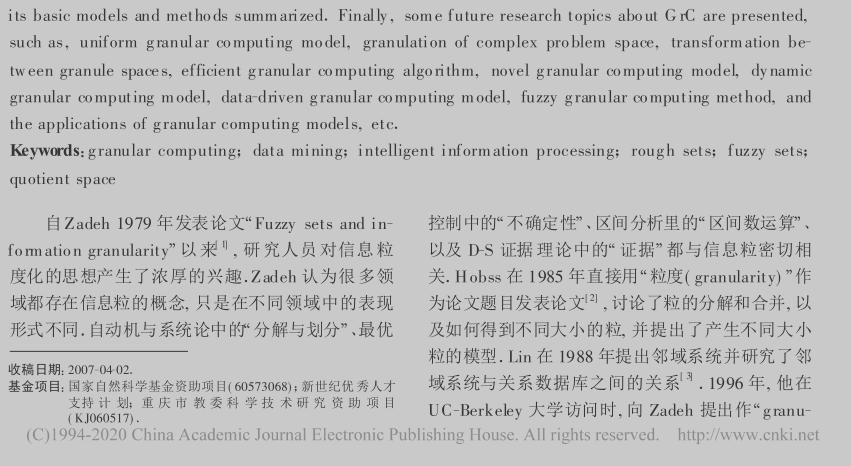 its basic models and methods summarized. Finally, some future research topics about GrC are presented,
such as, uniform granular computing model, granulation of complex problem space, transformation be-
tween granule spaces, efficient granular computing algorithm, novel granular computing model, dynamic
granular computing model, data-driven granular computing model, fuzzy granular computing method, and
the applications of granular computing models, etc.
Keywords: granular computing; data mining; intelligent information processing; rough sets; fuzzy sets;
quotient space
自 Zadeh 1979 年发表论文“Fuzzy sets and in-
formation granularity”以来[1], 研究人员对信息粒
度化的思想产生了浓厚的兴趣. Zadeh 认为很多领
域都存在信息粒的概念, 只是在不同领域中的表现
形式不同. 自动机与系统论中的“分解与划分”、最优
收稿日期: 2007-04-02.
基金项目: 国家自然科学基金资助项目(60573068); 新世纪优秀人才
支持计划; 重庆市教委科学技术研究资助项目
(KJ060517).
控制中的“不确定性”、区间分析里的“区间数运算”、
以及 D-S 证据理论中的“证据”都与信息粒密切相
关. Hobss 在 1985 年直接用“粒度(granularity)”作
为论文题目发表论文[2], 讨论了粒的分解和合并, 以
及如何得到不同大小的粒, 并提出了产生不同大小
粒的模型. Lin 在 1988 年提出邻域系统并研究了邻
域系统与关系数据库之间的关系[3]. 1996 年, 他在
UC-Berkeley 大学访问时, 向 Zadeh 提出作“granu-
(C)1994-2020 China Academic Journal Electronic Publishing House. All rights reserved. http://www.cnki.net